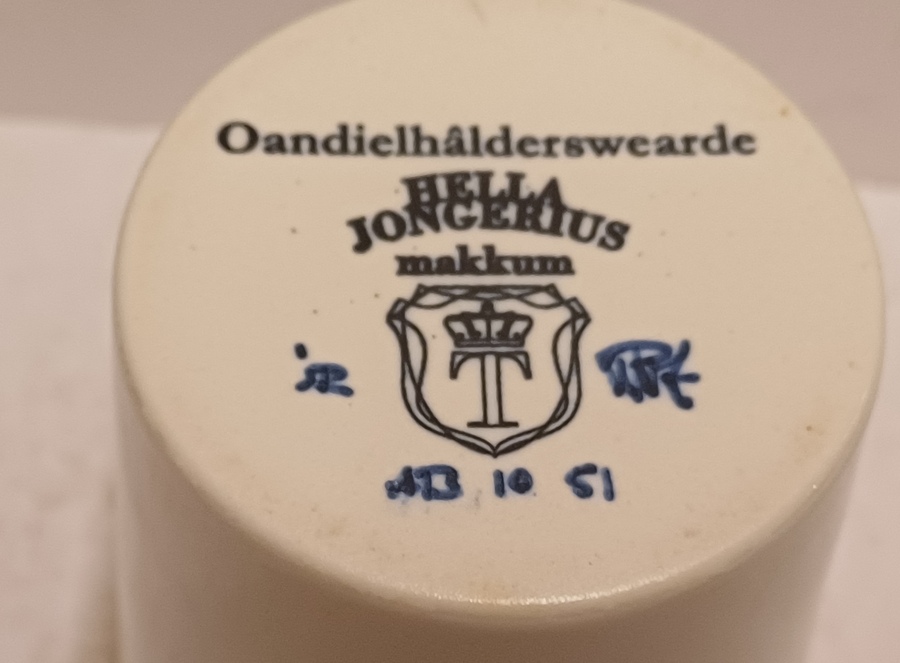 Oandielhâlderswearde
HELLA
JONGERIUS
makkum
T
10 51